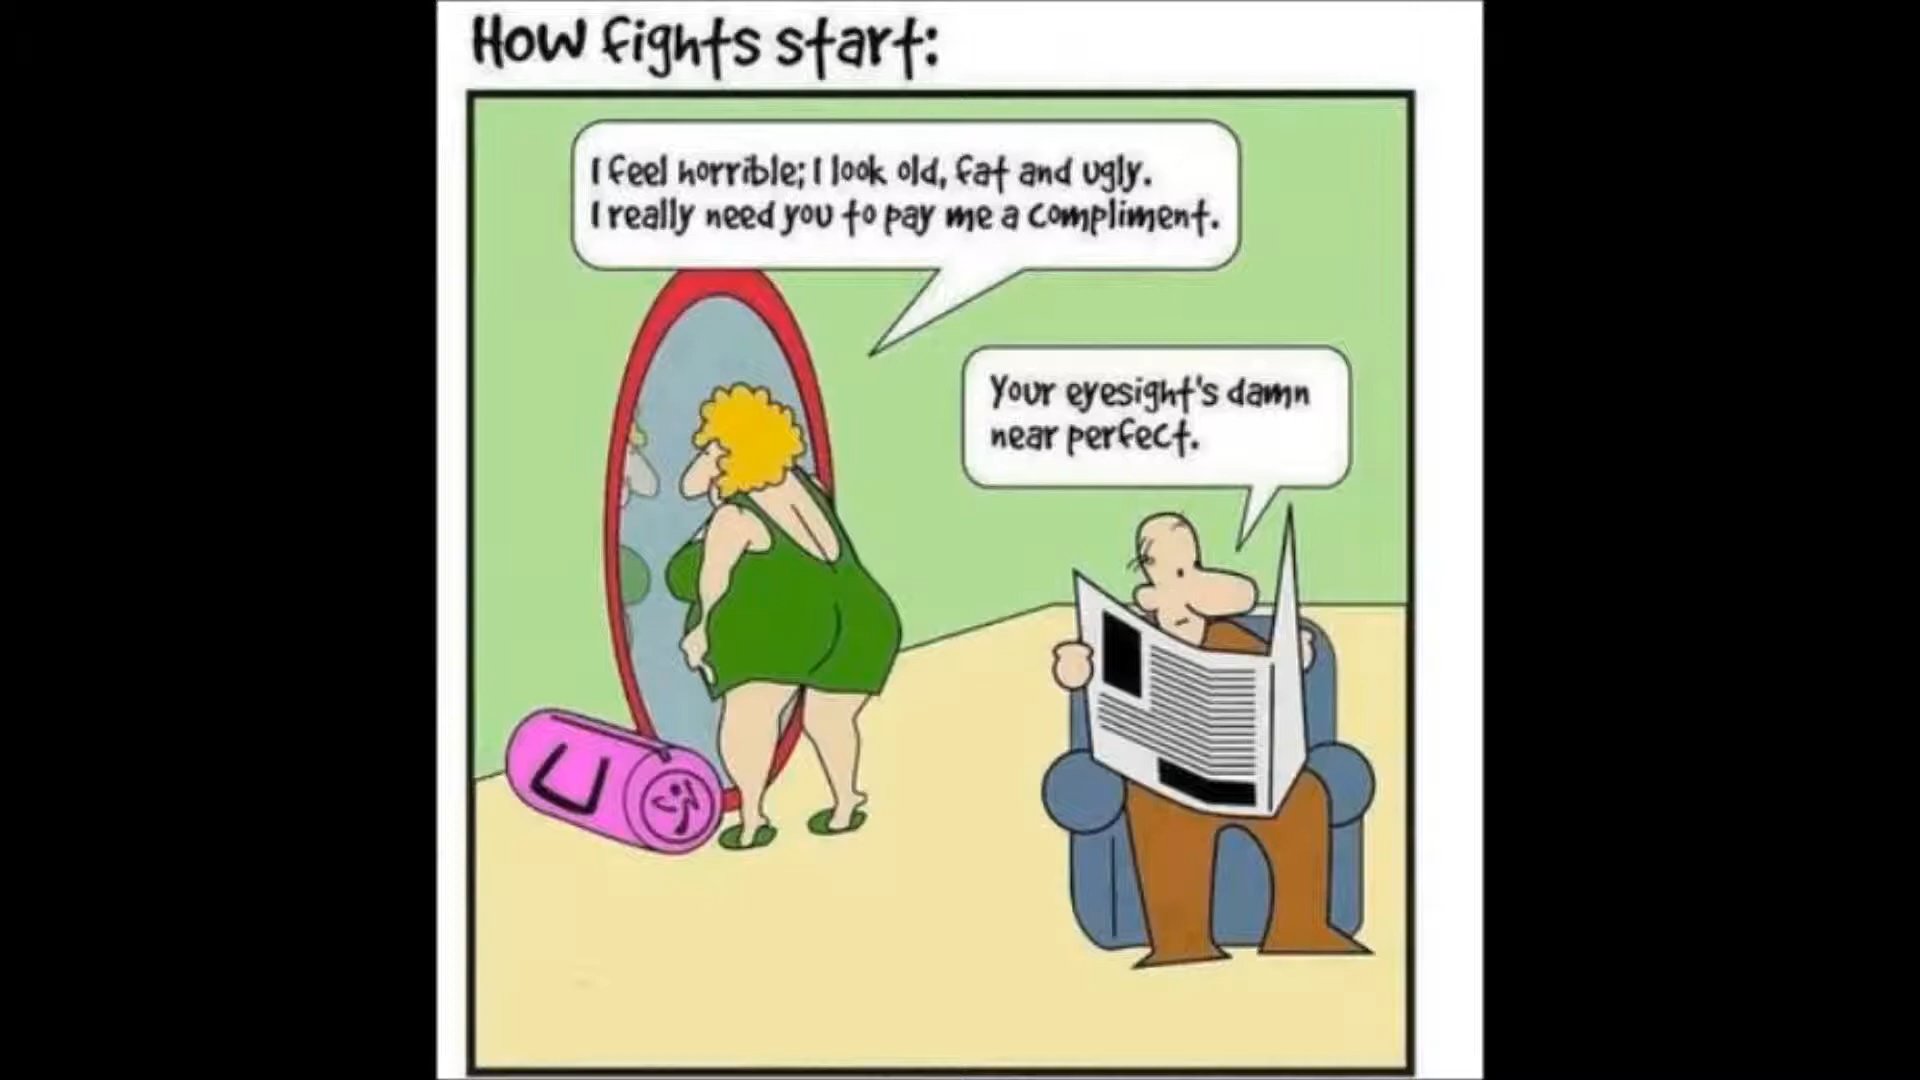 How fights start:
I feel horrible; I look old, fat and ugly.
I really need you to pay me a compliment.
Your eyesight's damn
near perfect.